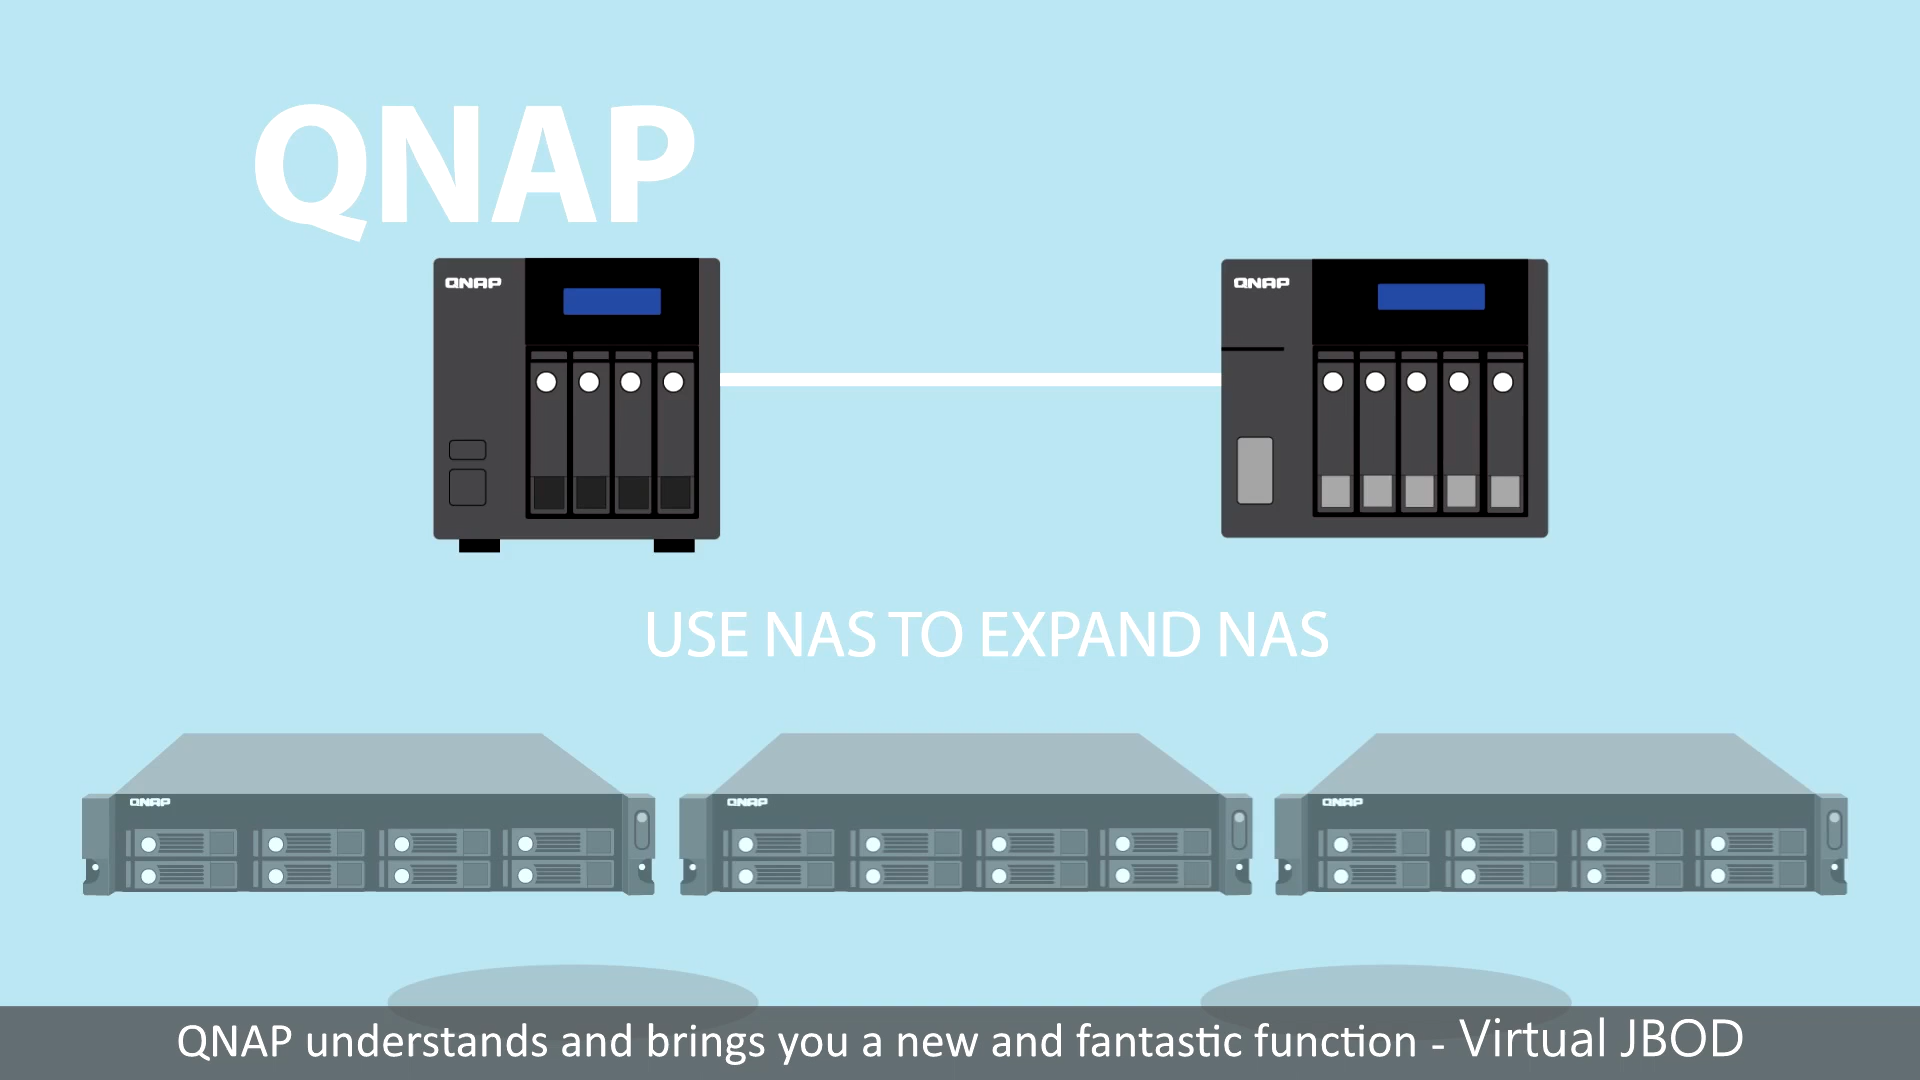 QNAP
QNAP
QNAP
USE NAS TO EXPAND NAS
QNAP
QNAP
QNAP
QNAP understands and brings you a new and fantastic function - Virtual JBOD